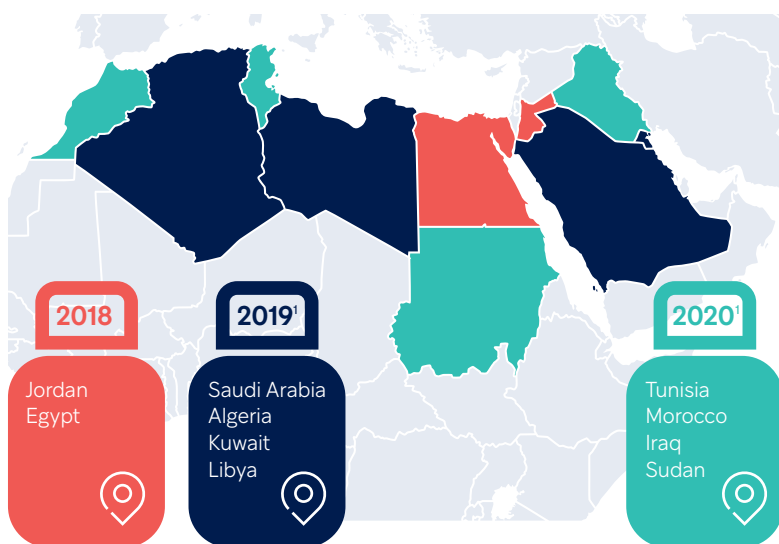 2018
Jordan
Egypt
2019¹
Saudi Arabia
Algeria
Kuwait
Libya
2020¹
Tunisia
Morocco
Iraq
Sudan